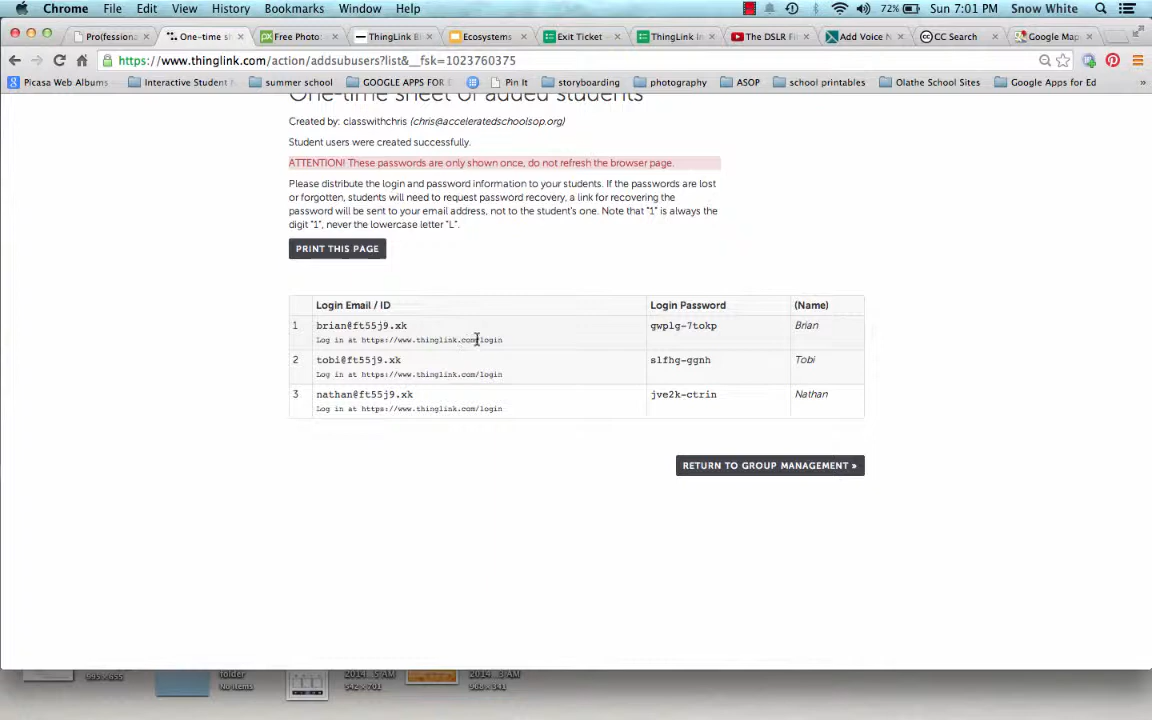 Chrome File Edit View History Bookmarks Window Help 72% Sun 7:01 PM Snow White
Pro(fessiona One-time sl Free Photo ThingLink B Ecosystems Exit Ticket ThingLink In The DSLR Fi Add Voice N CC Search Google Map
https://www.thinglink.com/action/addsubusers?list&__fsk=1023760375
Picasa Web Albums Interactive Student summer school GOOGLE APPS FOR E Pin It storyboarding photography ASOP school printables Olathe School Sites Google Apps for Ed »
One-time sheet of added students
Created by: classwithchris (chris@acceleratedschoolsop.org)
Student users were created successfully.
ATTENTION! These passwords are only shown once, do not refresh the browser page.
Please distribute the login and password information to your students. If the passwords are lost
or forgotten, students will need to request password recovery, a link for recovering the
password will be sent to your email address, not to the student's one. Note that "1" is always the
digit "1", never the lowercase letter "L".
PRINT THIS PAGE
Login Email / ID Login Password (Name)
1 brian@ft55j9.xk gwplg-7tokp Brian
Log in at https://www.thinglink.com/login
2 tobi@ft55j9.xk slfhg-ggnh Tobi
Log in at https://www.thinglink.com/login
3 nathan@ft55j9.xk jve2k-ctrin Nathan
Log in at https://www.thinglink.com/login
RETURN TO GROUP MANAGEMENT »
folder
No items
542 × 701